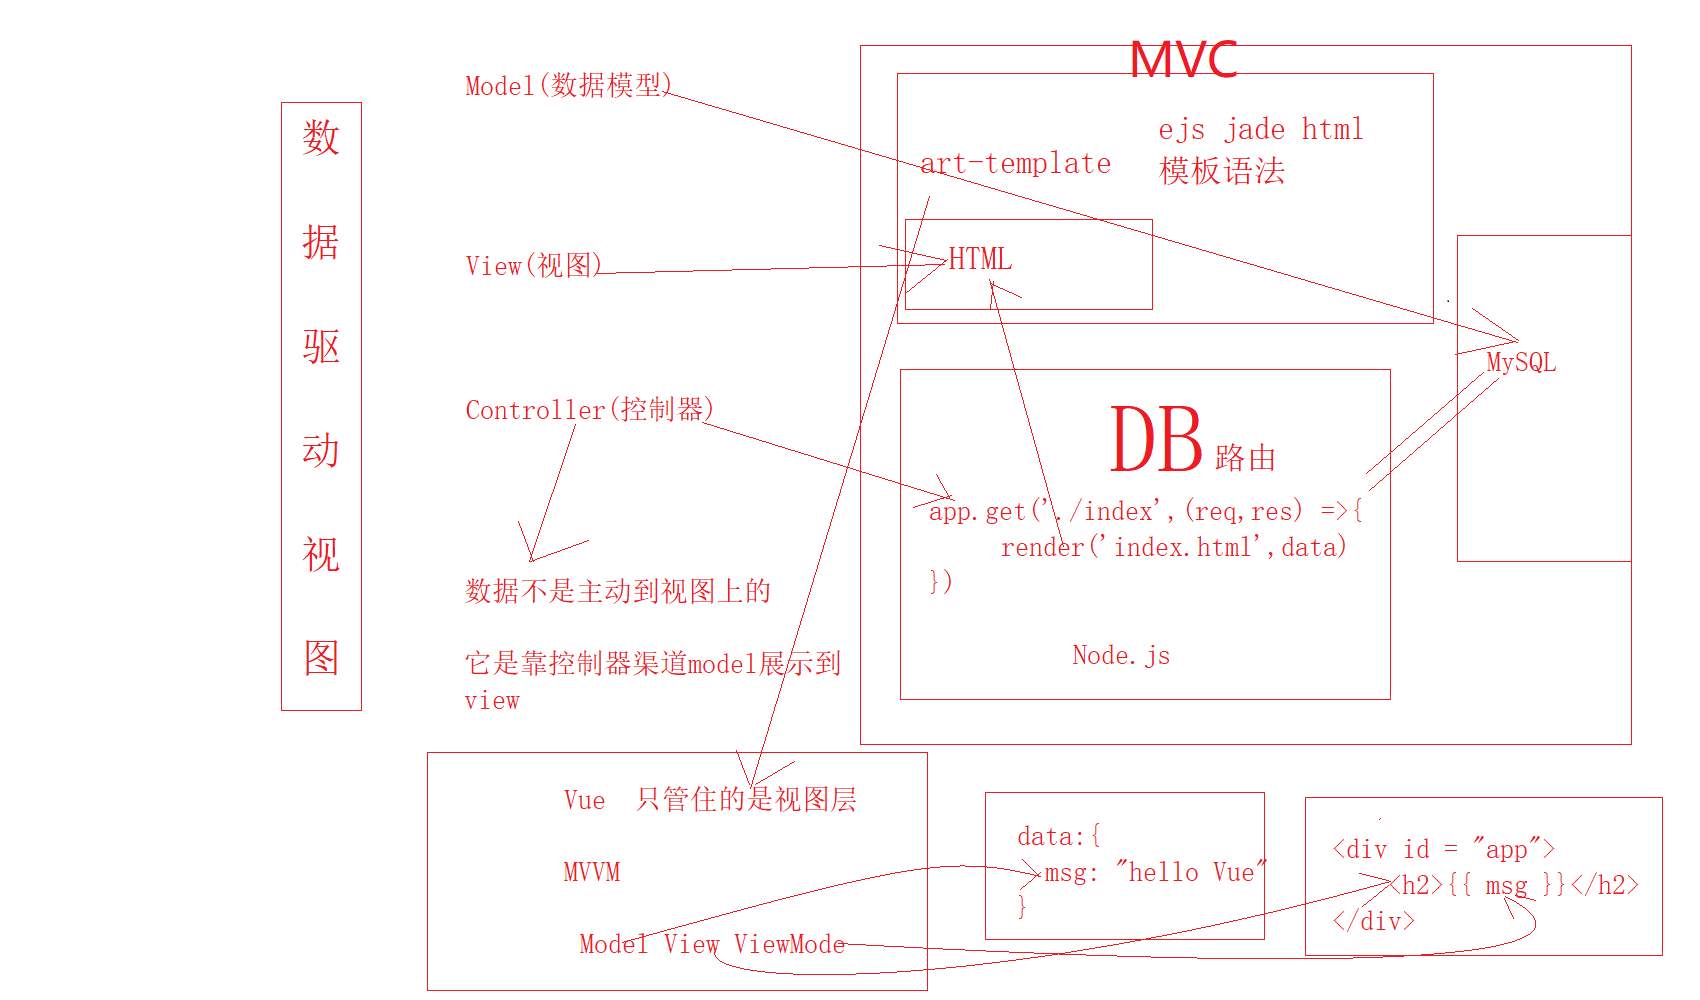 数
据
驱
动
视
图
Model(数据模型)
View(视图)
Controller(控制器)
数据不是主动到视图上的
它是靠控制器渠道model展示到
view
MVC
ejs jade html
模板语法
art-template
HTML
MySQL
DB 路由
app.get('./index',(req,res) =>{
render('index.html',data)
})
Node.js
Vue 只管住的是视图层
MVVM
Model View ViewMode
data:{
msg: "hello Vue"
}
<div id = "app">
<h2>{{ msg }}</h2>
</div>